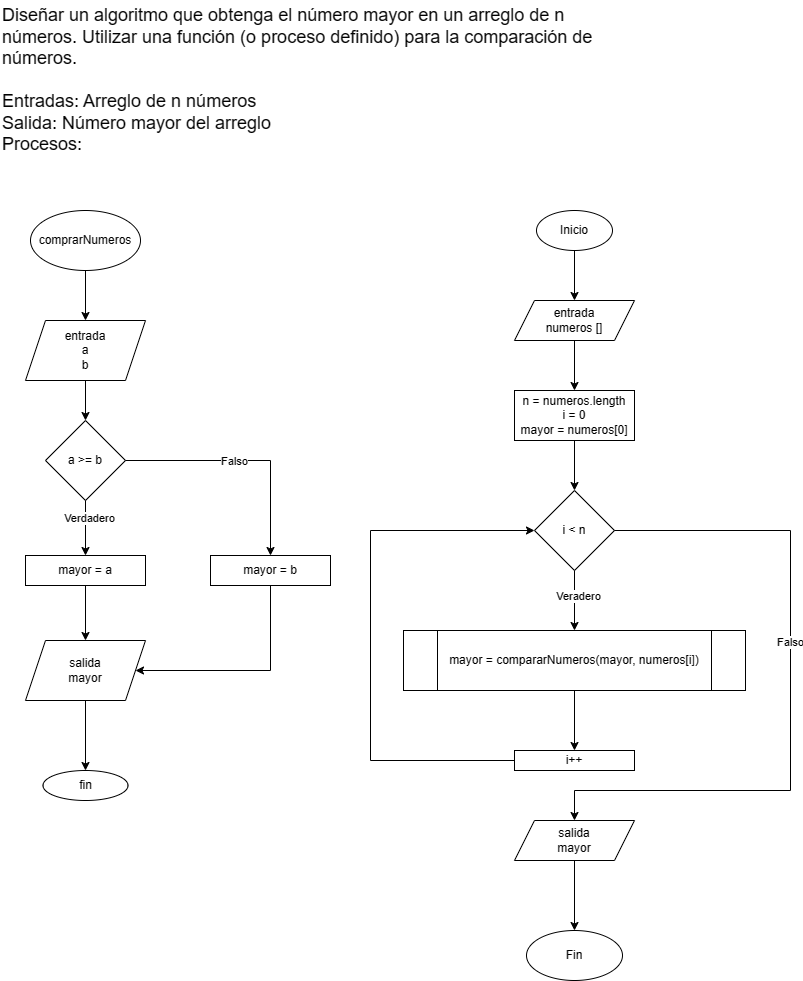 Diseñar un algoritmo que obtenga el número mayor en un arreglo de n
números. Utilizar una función (o proceso definido) para la comparación de
números.
Entradas: Arreglo de n números
Salida: Número mayor del arreglo
Procesos:
comprarNumeros
entrada
a
b
a >= b
Falso
Verdadero
mayor = a
mayor = b
salida
mayor
fin
Inicio
entrada
numeros []
n = numeros.length
i = 0
mayor = numeros[0]
i < n
Veradero
Falso
mayor = compararNumeros(mayor, numeros[i])
i++
salida
mayor
Fin